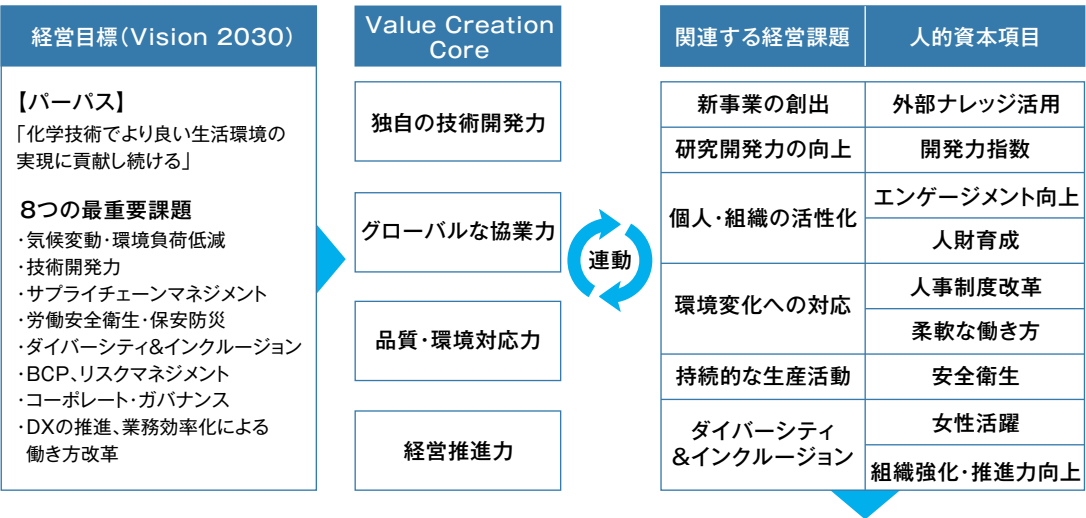 経営目標(Vision 2030)
【パーパス】
「化学技術でより良い生活環境の
実現に貢献し続ける」
8つの最重要課題
・気候変動・環境負荷低減
・技術開発力
・サプライチェーンマネジメント
・労働安全衛生・保安防災
・ダイバーシティ&インクルージョン
・BCP、リスクマネジメント
・コーポレート・ガバナンス
・DXの推進、業務効率化による
働き方改革
Value Creation
Core
独自の技術開発力
グローバルな協業力
品質・環境対応力
経営推進力
連動
関連する経営課題
人的資本項目
新事業の創出
外部ナレッジ活用
研究開発力の向上
開発力指数
個人・組織の活性化
エンゲージメント向上
人財育成
環境変化への対応
人事制度改革
柔軟な働き方
持続的な生産活動
安全衛生
ダイバーシティ
&インクルージョン
女性活躍
組織強化・推進力向上